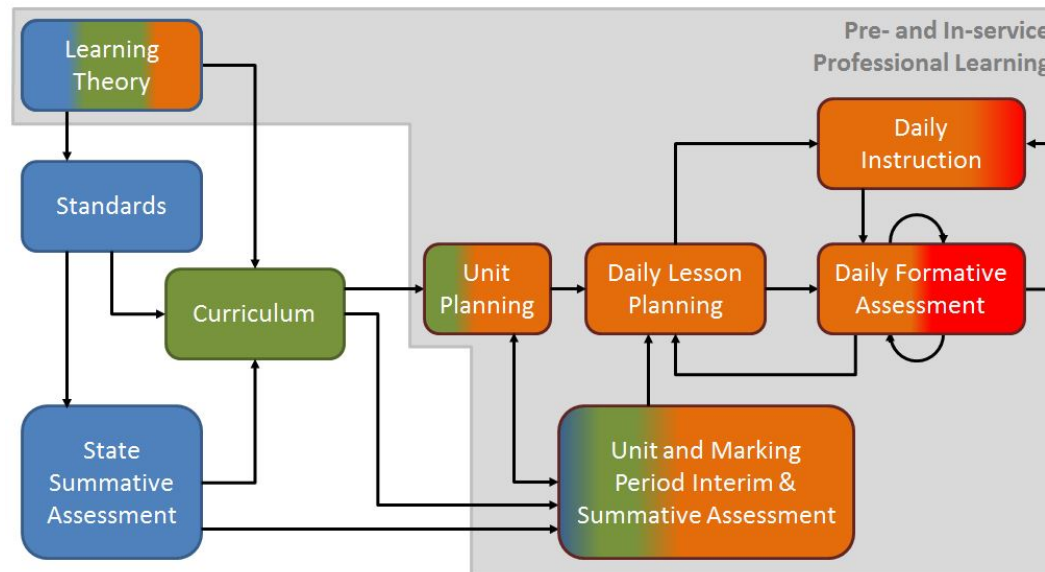 Pre- and In-service
Professional Learning
Learning
Theory
Daily
Instruction
Standards
Unit
Planning
Daily Lesson
Planning
Daily Formative
Assessment
Curriculum
State
Summative
Assessment
Unit and Marking
Period Interim &
Summative Assessment